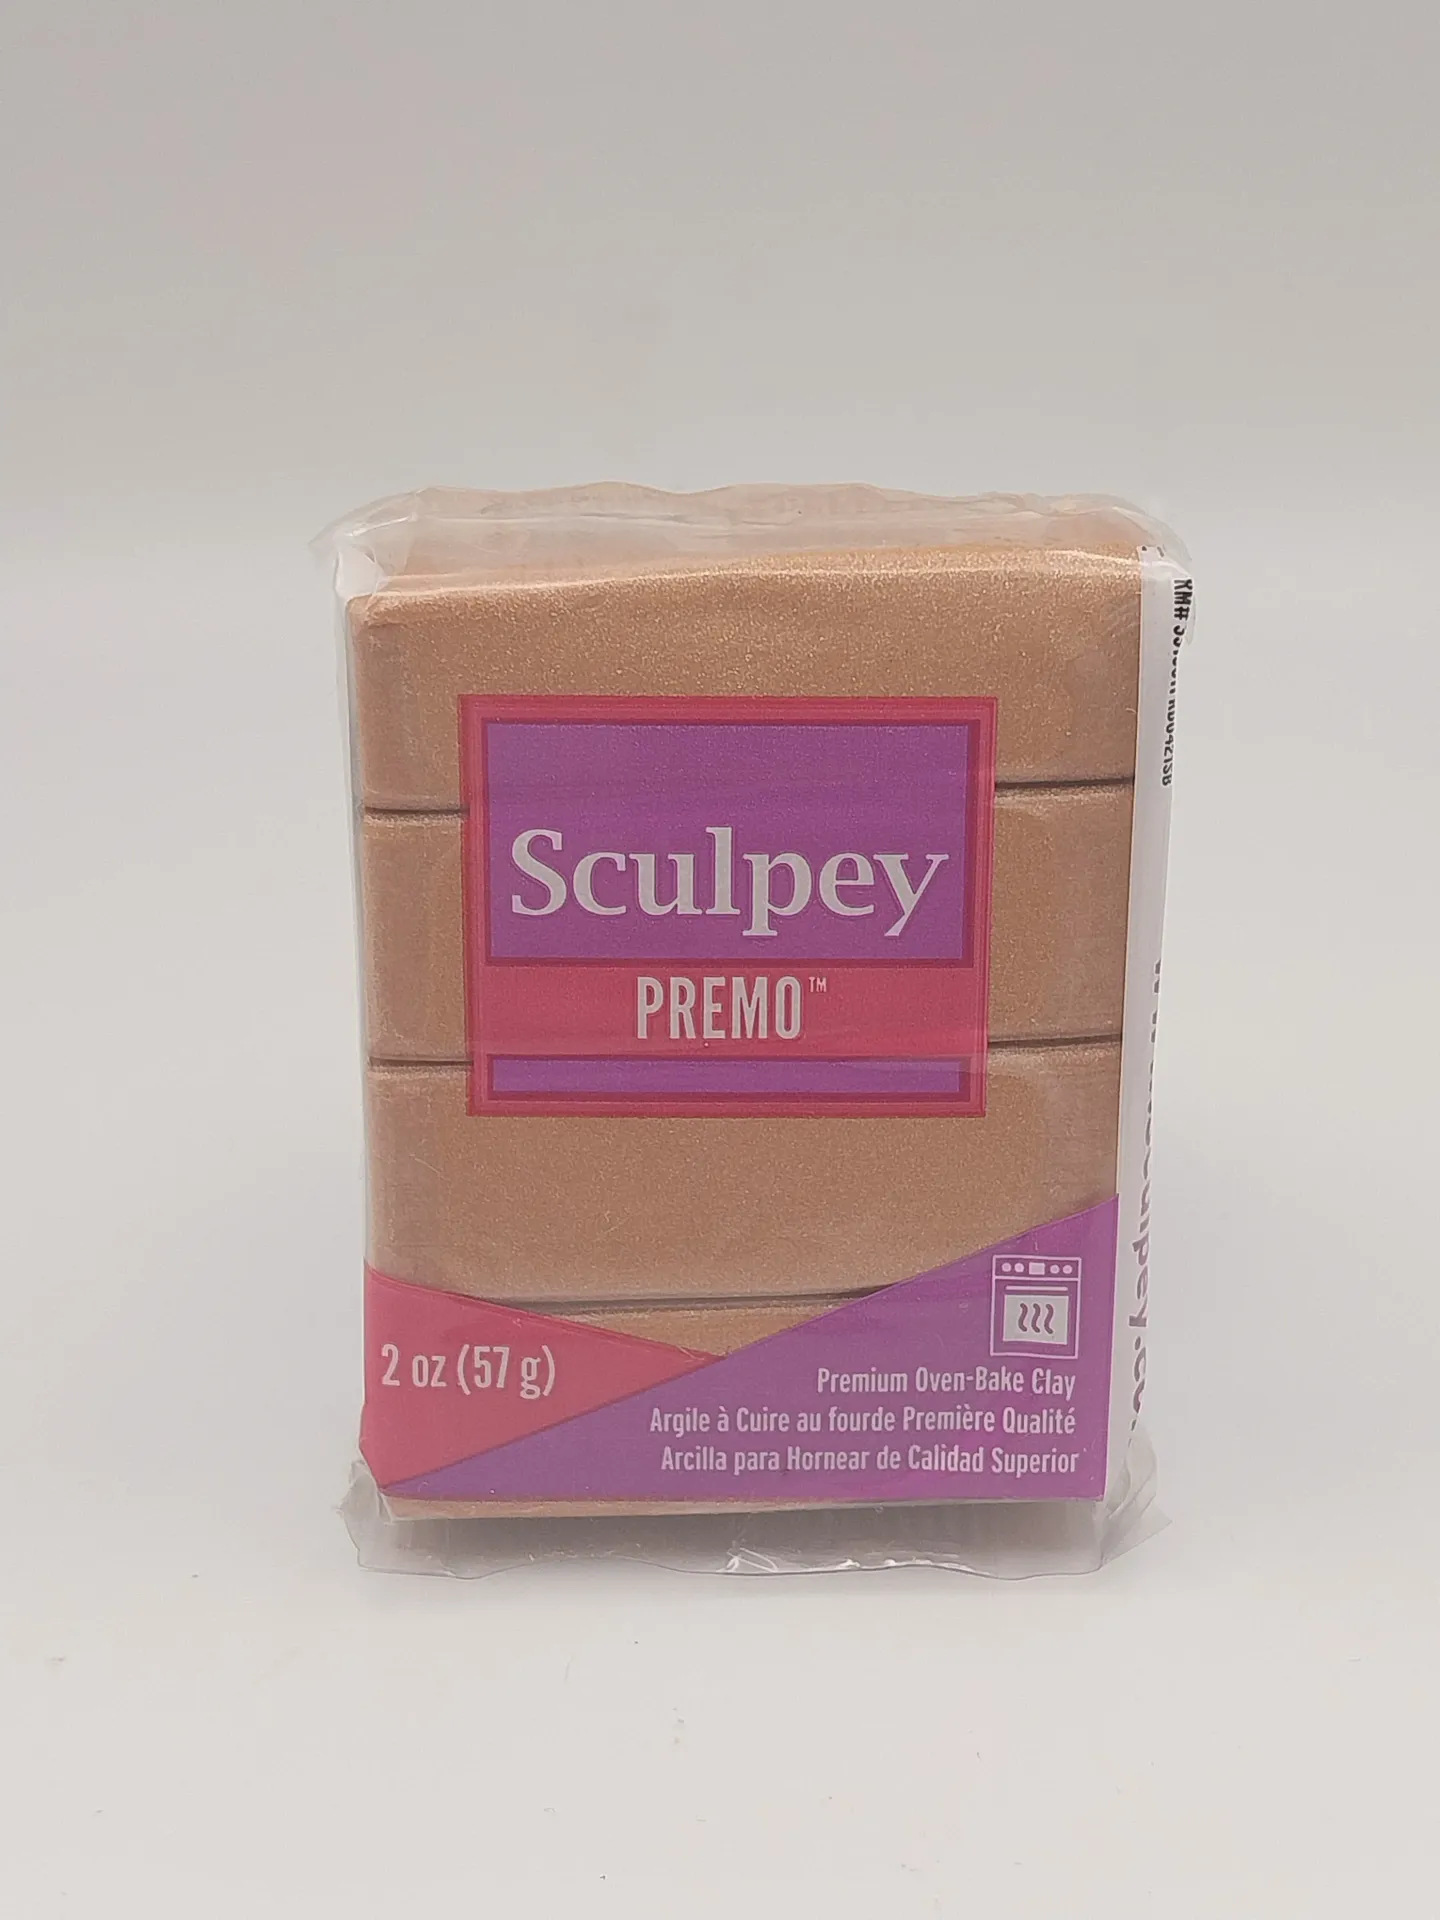 Sculpey
PREMO™
2 oz (57 g)
Premium Oven-Bake Clay
Argile à Cuire au fourde Première Qualité
Arcilla para Hornear de Calidad Superior
RM#